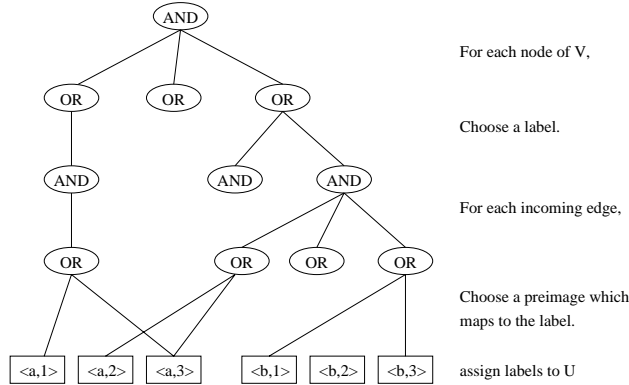 AND
For each node of V,
OR OR OR
Choose a label.
AND AND AND
For each incoming edge,
OR OR OR OR
Choose a preimage which
maps to the label.
<a,1> <a,2> <a,3> <b,1> <b,2> <b,3> assign labels to U